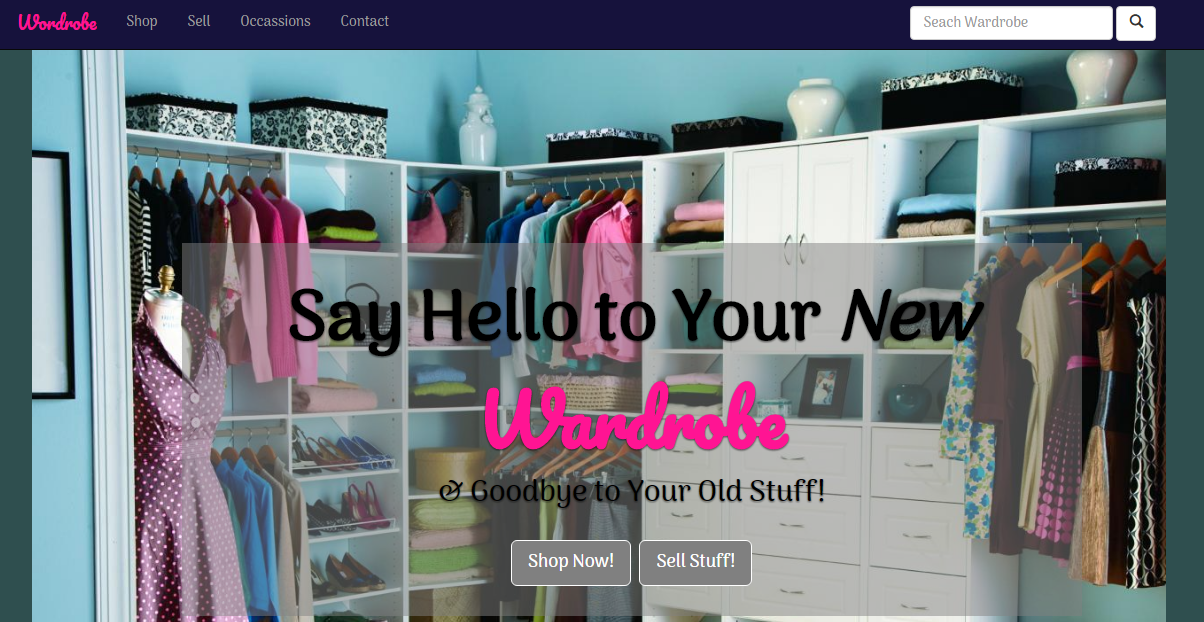 Wordrobe Shop Sell Occassions Contact Seach Wardrobe
Say Hello to Your New
Wardrobe
& Goodbye to Your Old Stuff!
Shop Now! Sell Stuff!